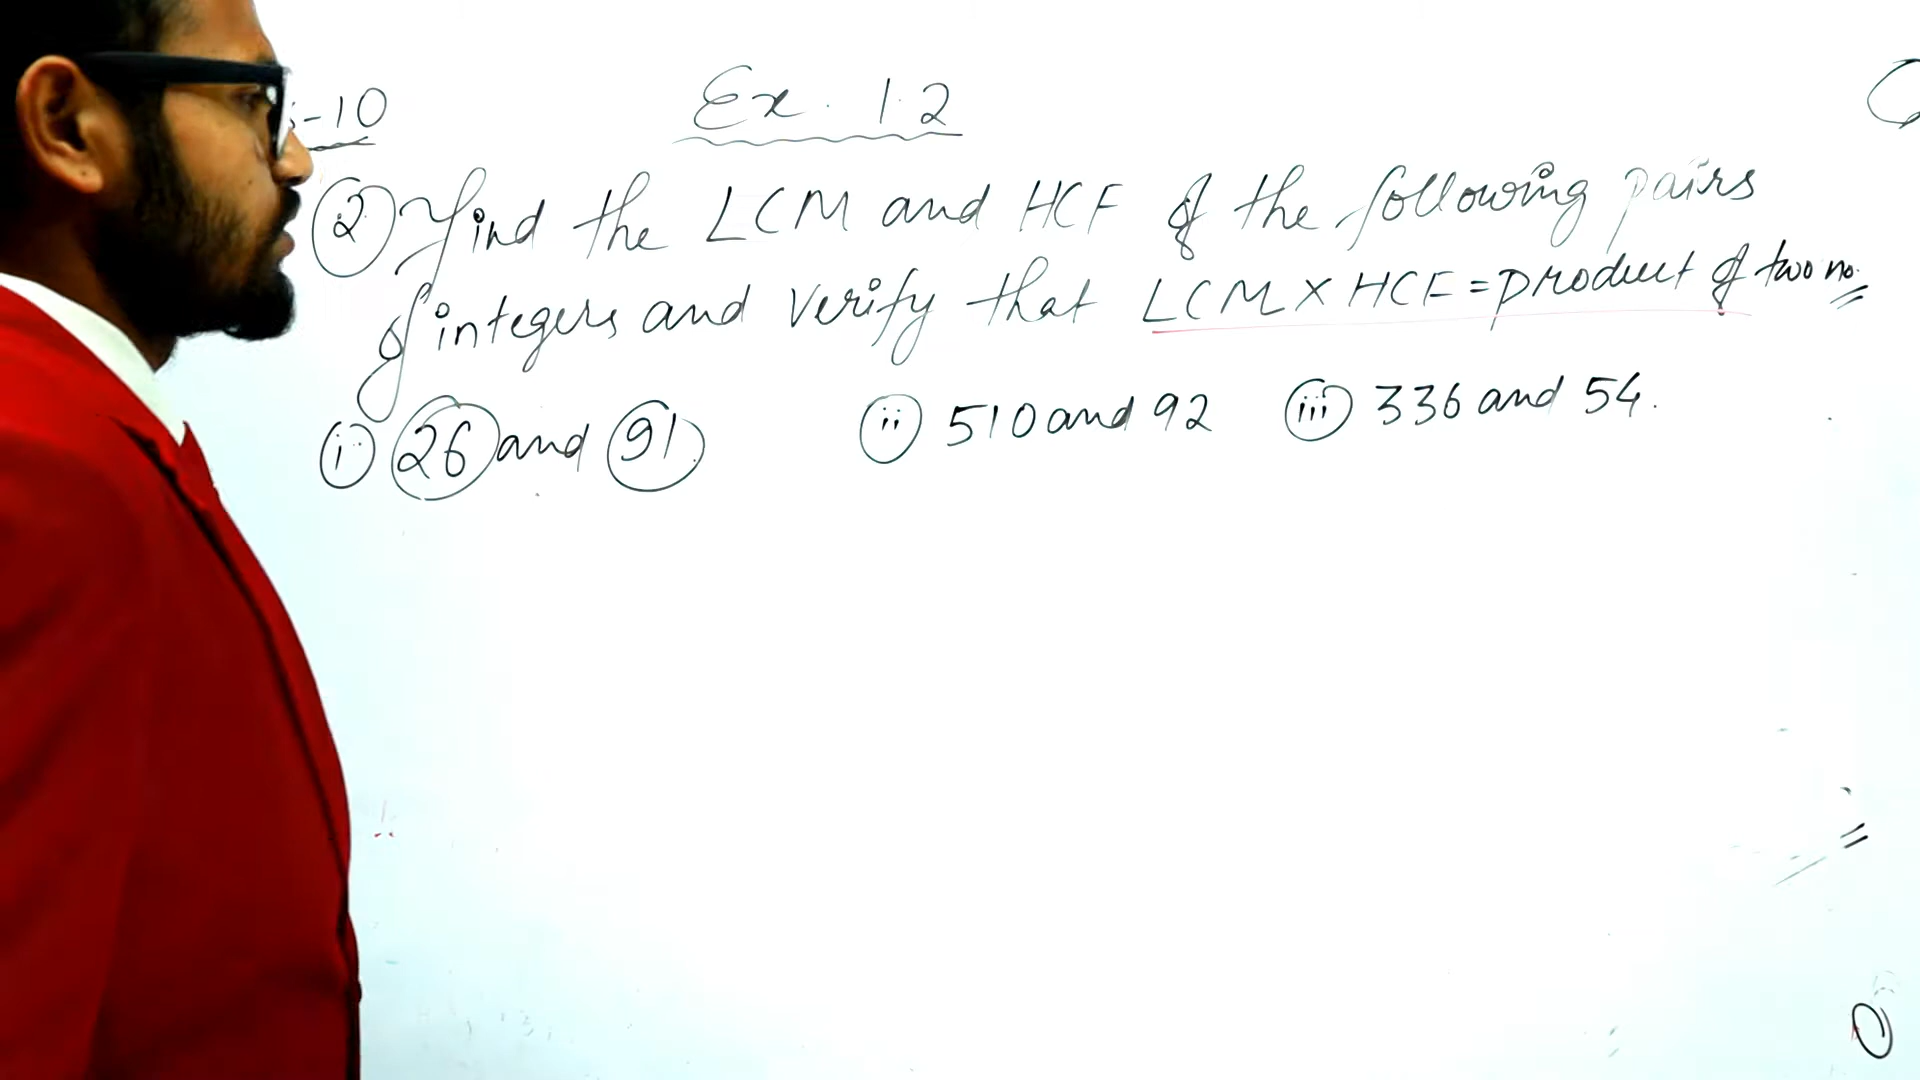 -10
Ex. 1.2
② Find the LCM and HCF of the following pairs
of integers and verify that LCM × HCF = product of two no.
(i) 26 and 91 (ii) 510 and 92 (iii) 336 and 54.